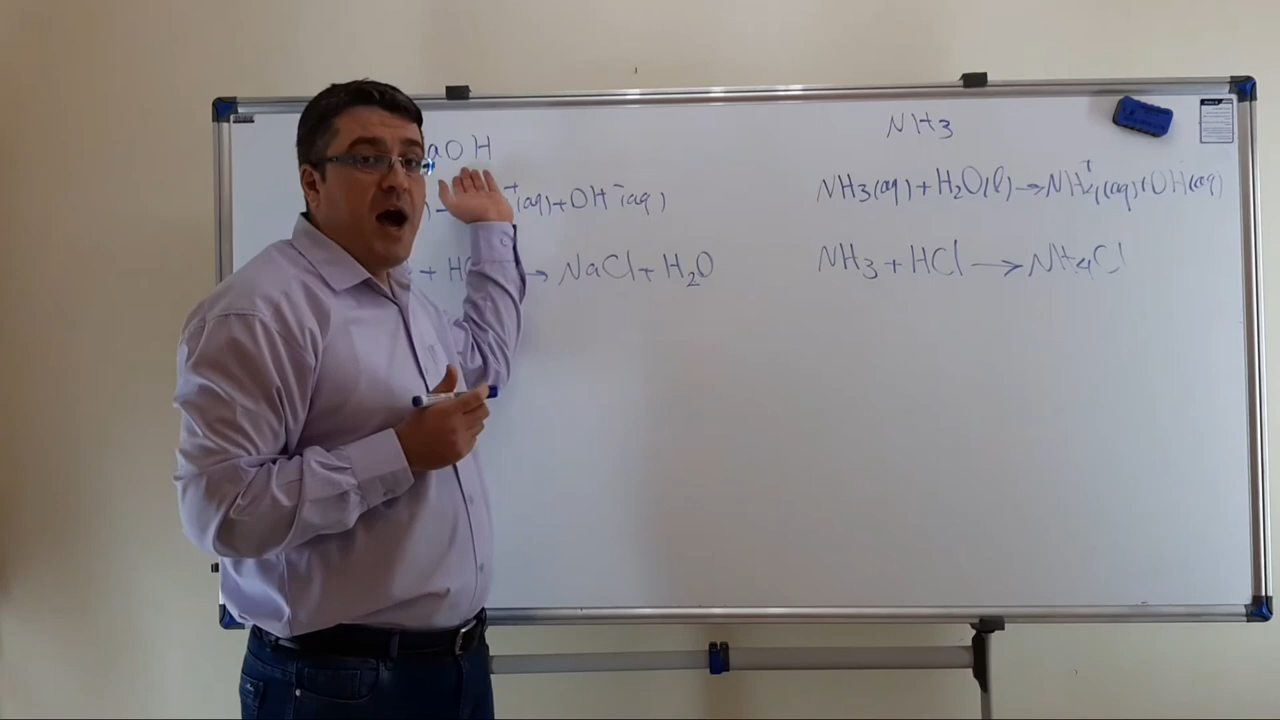 aOH
) – ⁺(aq)+OH⁻(aq)
+ H → NaCl + H₂O
NH₃
NH₃(aq)+H₂O(l)→NH₄⁺(aq)+OH(aq)
NH₃ + HCl → NH₄Cl